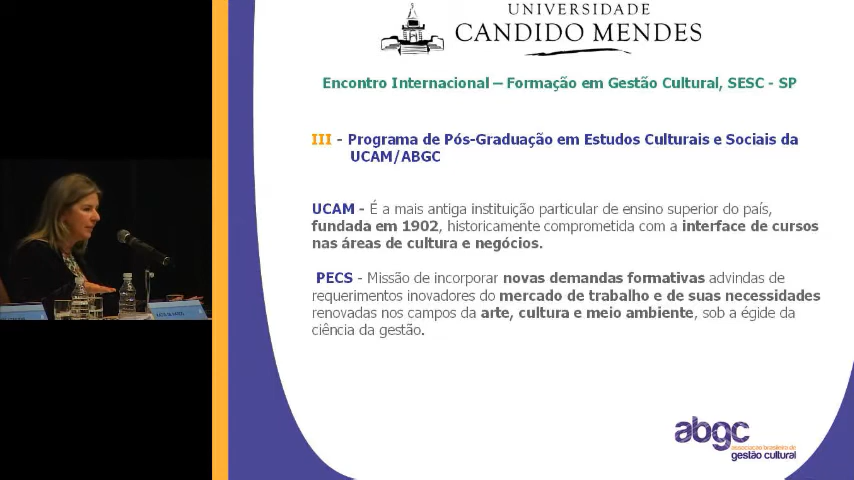 UNIVERSIDADE
CANDIDO MENDES
Encontro Internacional – Formação em Gestão Cultural, SESC - SP
III - Programa de Pós-Graduação em Estudos Culturais e Sociais da
UCAM/ABGC
UCAM - É a mais antiga instituição particular de ensino superior do país,
fundada em 1902, historicamente comprometida com a interface de cursos
nas áreas de cultura e negócios.
PECS - Missão de incorporar novas demandas formativas advindas de
requerimentos inovadores do mercado de trabalho e de suas necessidades
renovadas nos campos da arte, cultura e meio ambiente, sob a égide da
ciência da gestão.
abgc
associação brasileira de
gestão cultural